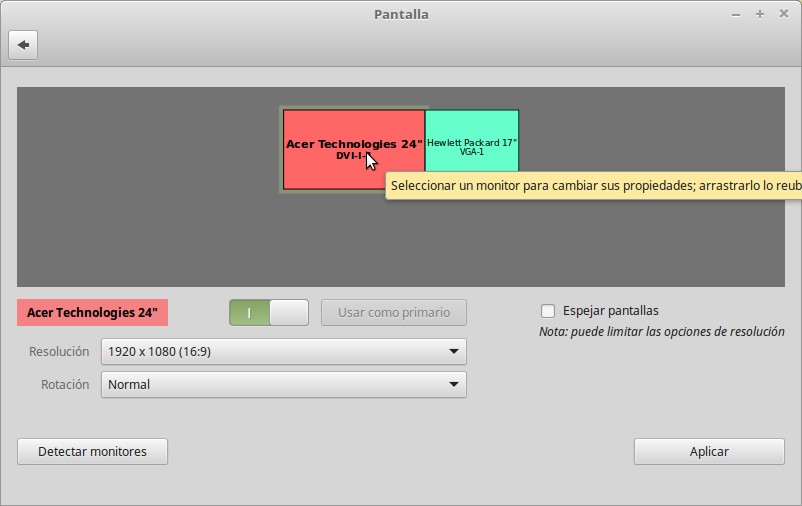 Pantalla
Acer Technologies 24"
DVI-I-
Hewlett Packard 17"
VGA-1
Seleccionar un monitor para cambiar sus propiedades; arrastrarlo lo reub
Acer Technologies 24"
Usar como primario
Espejar pantallas
Nota: puede limitar las opciones de resolución
Resolución
1920 x 1080 (16:9)
Rotación
Normal
Detectar monitores
Aplicar